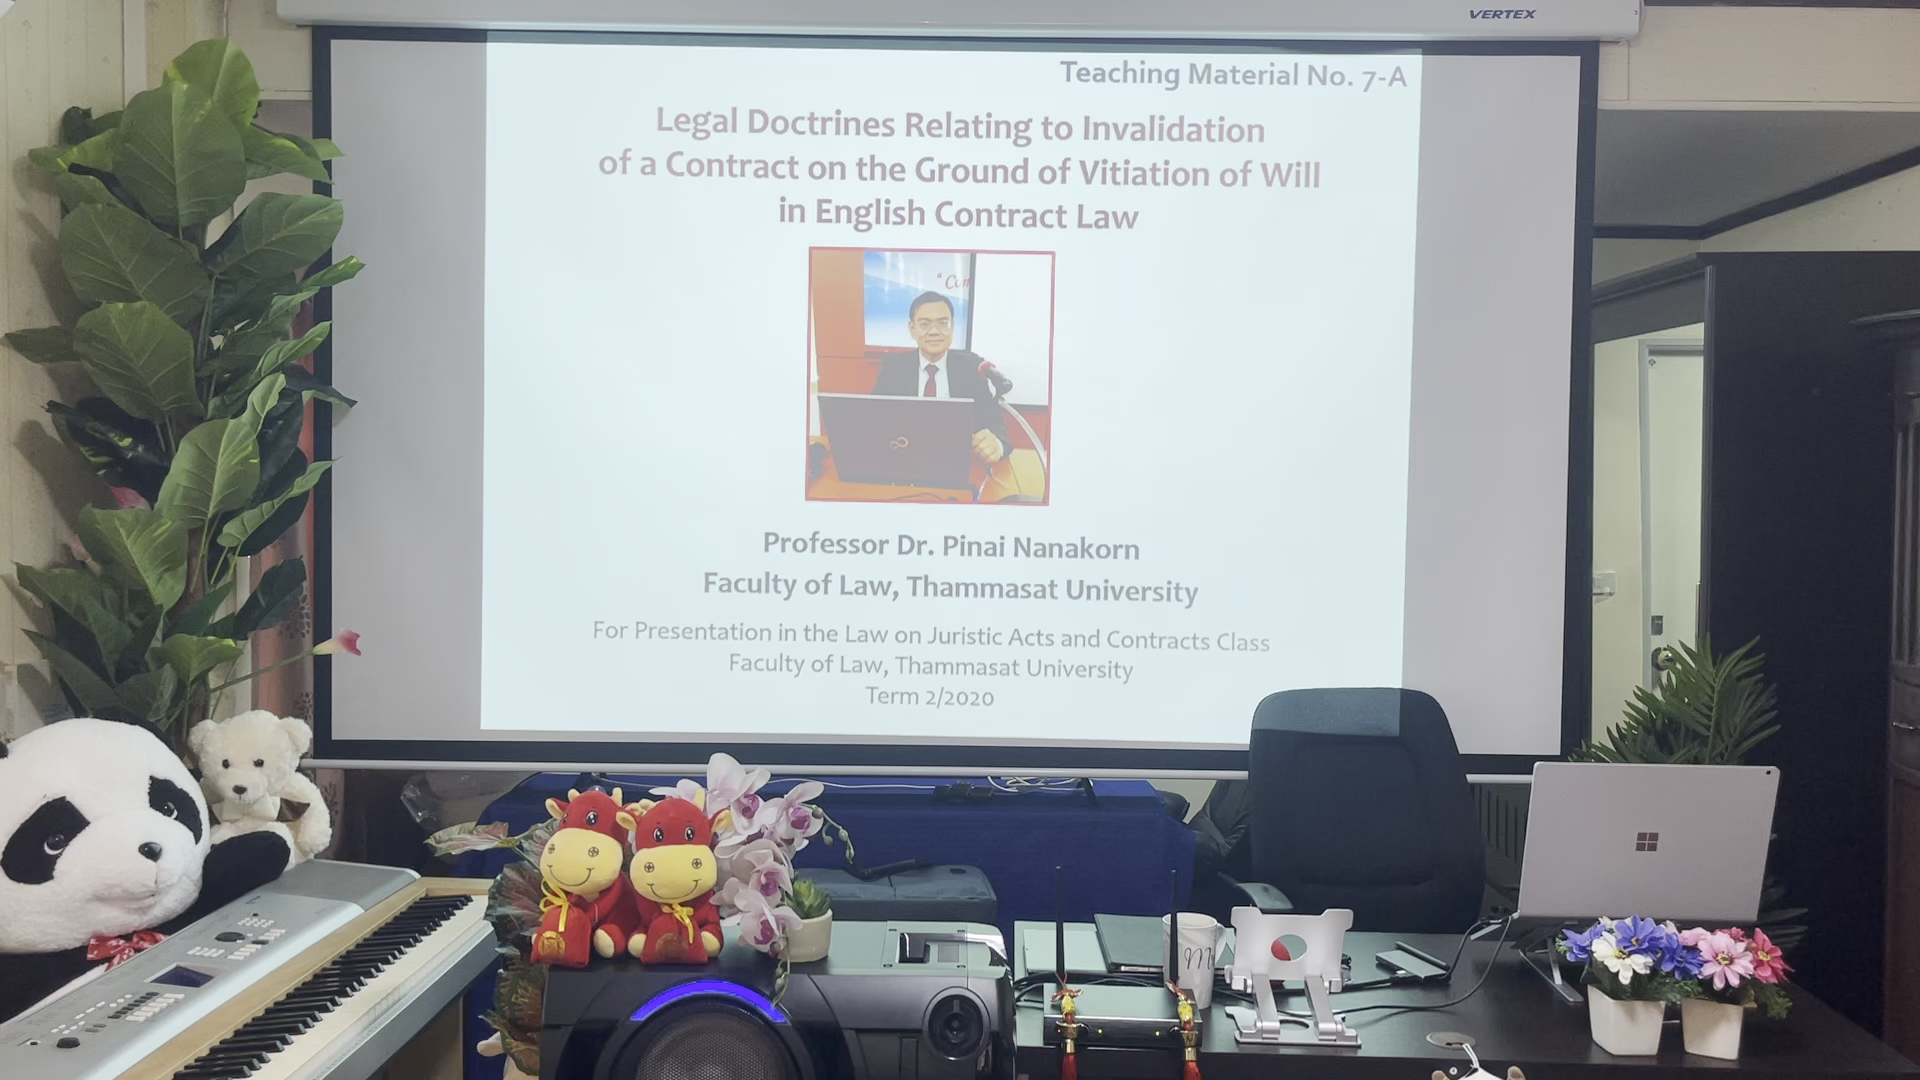 VERTEX
Teaching Material No. 7-A
Legal Doctrines Relating to Invalidation
of a Contract on the Ground of Vitiation of Will
in English Contract Law
Professor Dr. Pinai Nanakorn
Faculty of Law, Thammasat University
For Presentation in the Law on Juristic Acts and Contracts Class
Faculty of Law, Thammasat University
Term 2/2020